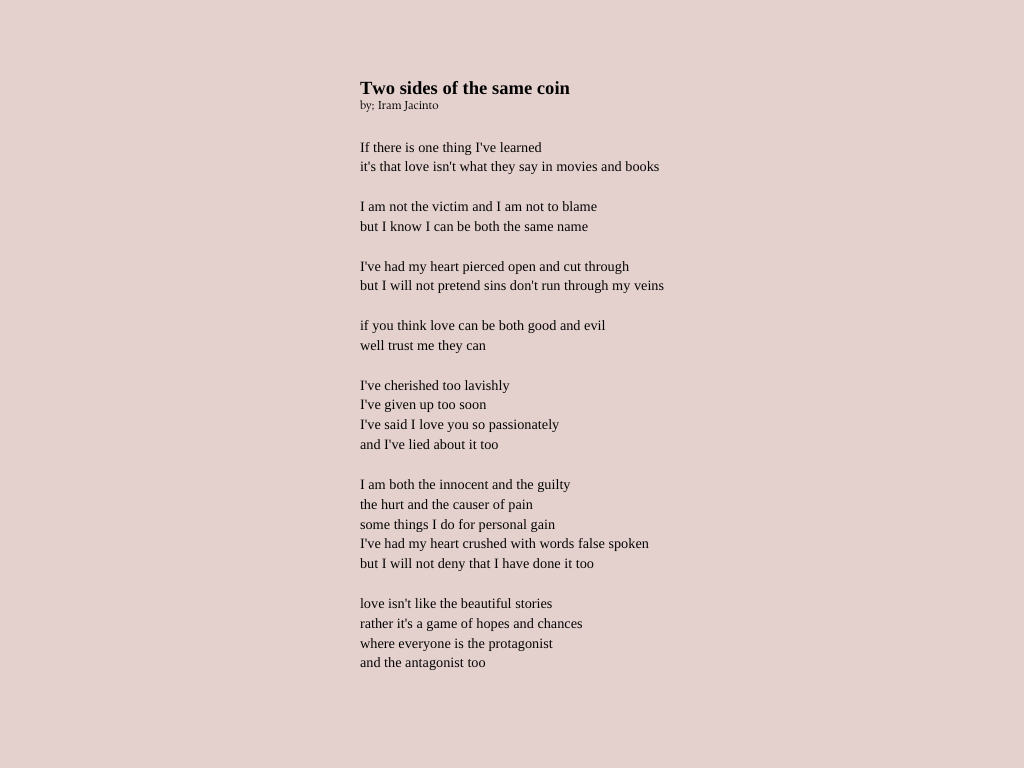 Two sides of the same coin
by; Iram Jacinto
If there is one thing I've learned
it's that love isn't what they say in movies and books
I am not the victim and I am not to blame
but I know I can be both the same name
I've had my heart pierced open and cut through
but I will not pretend sins don't run through my veins
if you think love can be both good and evil
well trust me they can
I've cherished too lavishly
I've given up too soon
I've said I love you so passionately
and I've lied about it too
I am both the innocent and the guilty
the hurt and the causer of pain
some things I do for personal gain
I've had my heart crushed with words false spoken
but I will not deny that I have done it too
love isn't like the beautiful stories
rather it's a game of hopes and chances
where everyone is the protagonist
and the antagonist too